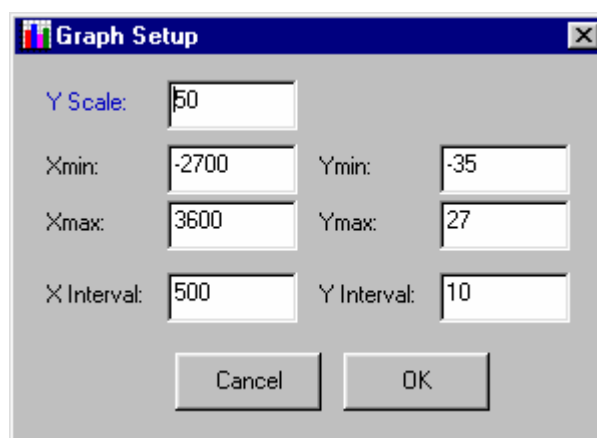 Graph Setup
Y Scale: 50
Xmin: -2700 Ymin: -35
Xmax: 3600 Ymax: 27
X Interval: 500 Y Interval: 10
Cancel OK